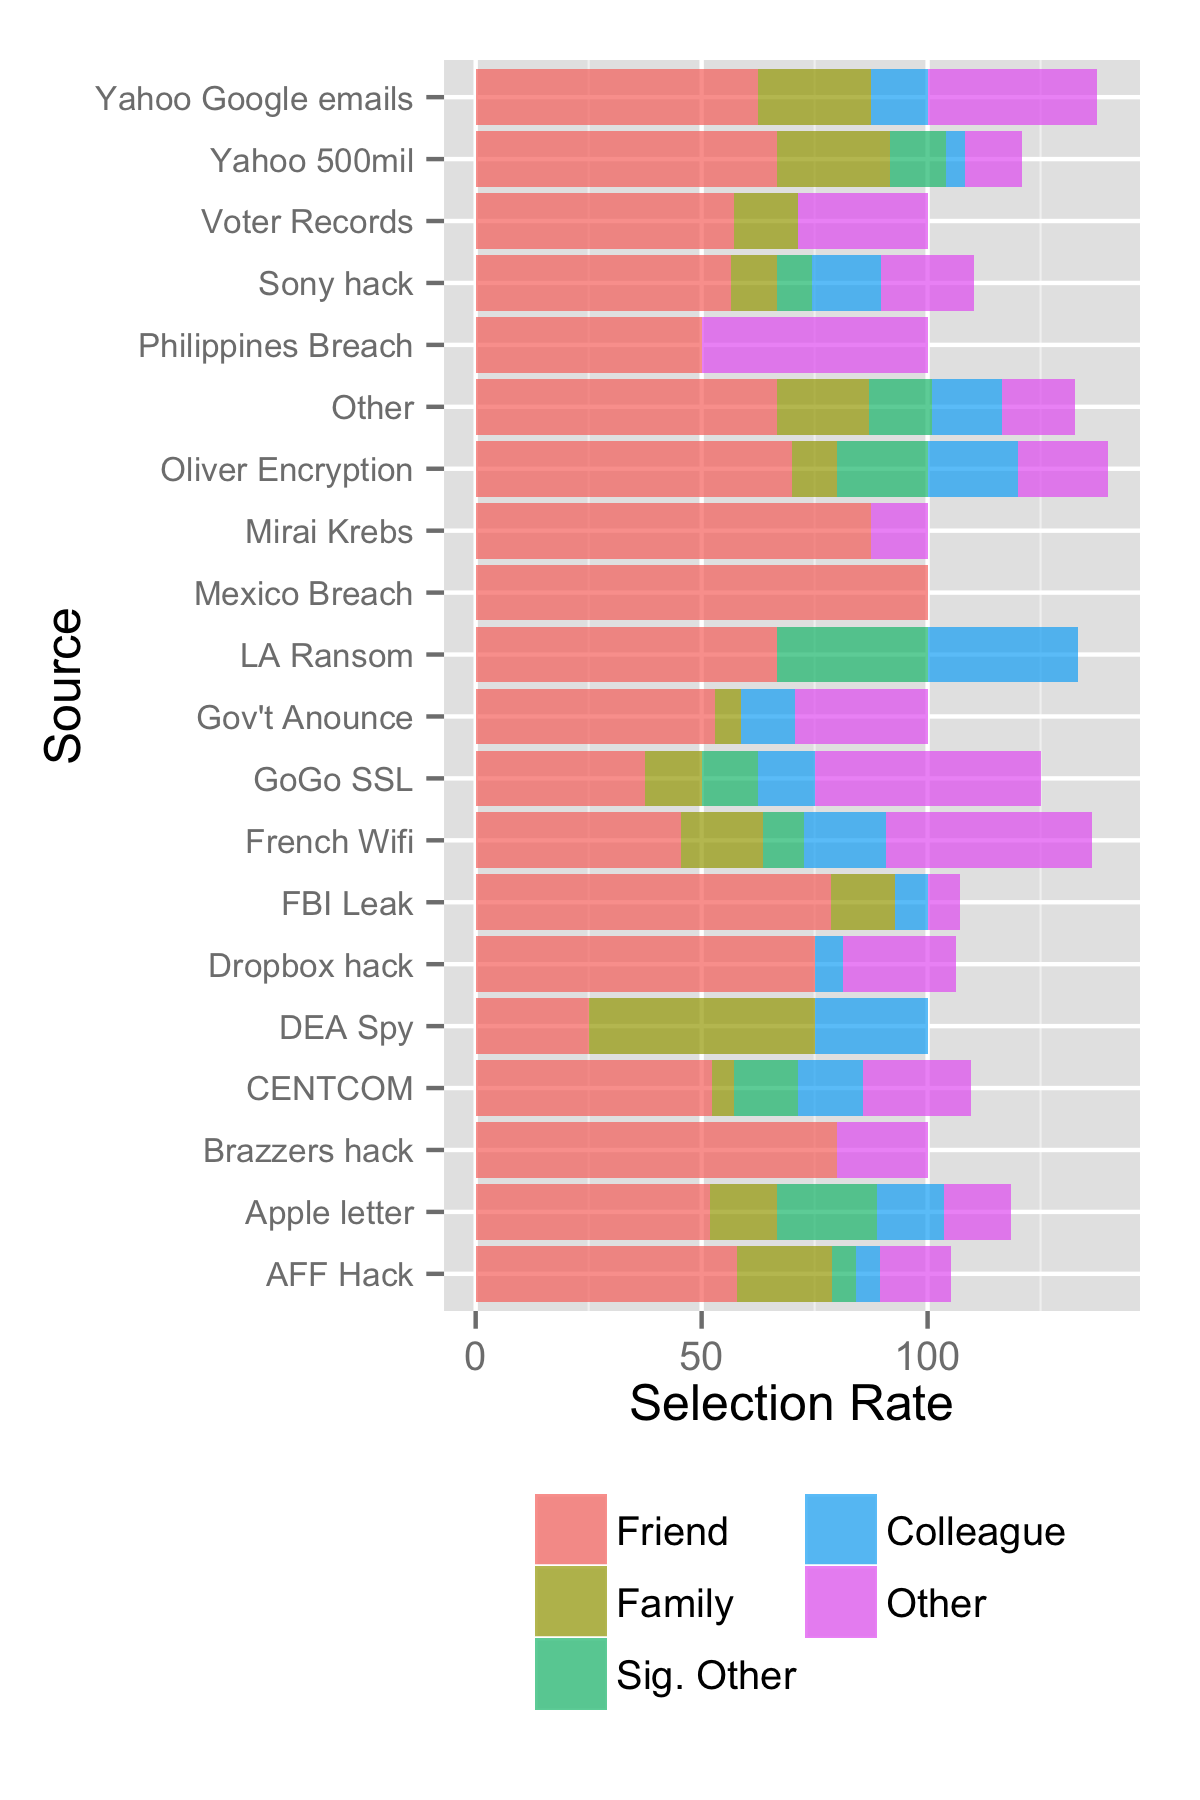 Yahoo Google emails
Yahoo 500mil
Voter Records
Sony hack
Philippines Breach
Other
Oliver Encryption
Mirai Krebs
Mexico Breach
LA Ransom
Gov't Anounce
GoGo SSL
French Wifi
FBI Leak
Dropbox hack
DEA Spy
CENTCOM
Brazzers hack
Apple letter
AFF Hack
Source
0 50 100
Selection Rate
Friend
Family
Sig. Other
Colleague
Other